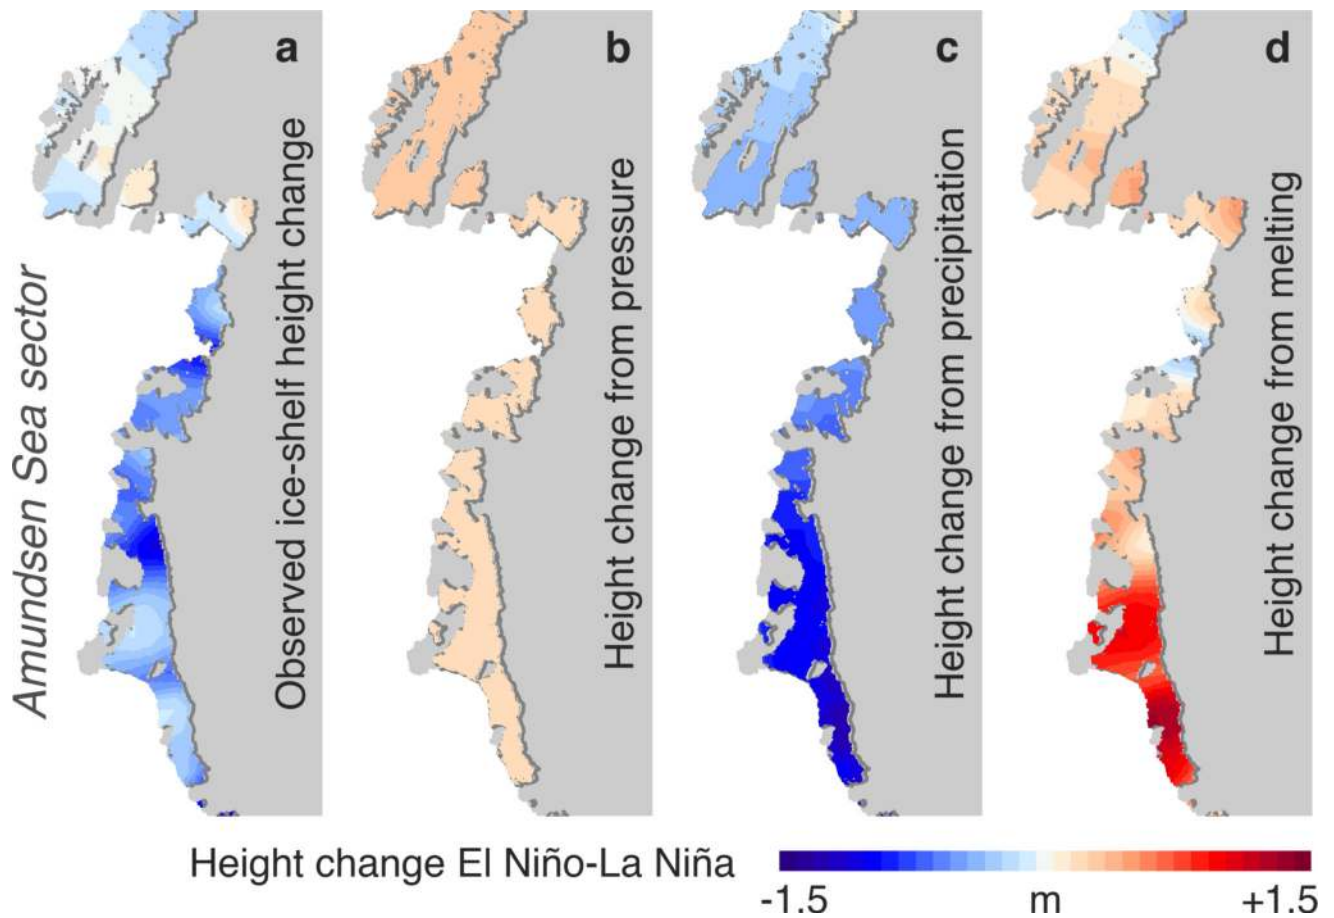 a
b
c
d
Amundsen Sea sector
Observed ice-shelf height change
Height change from pressure
Height change from precipitation
Height change from melting
Height change El Niño-La Niña
-1.5 m +1.5